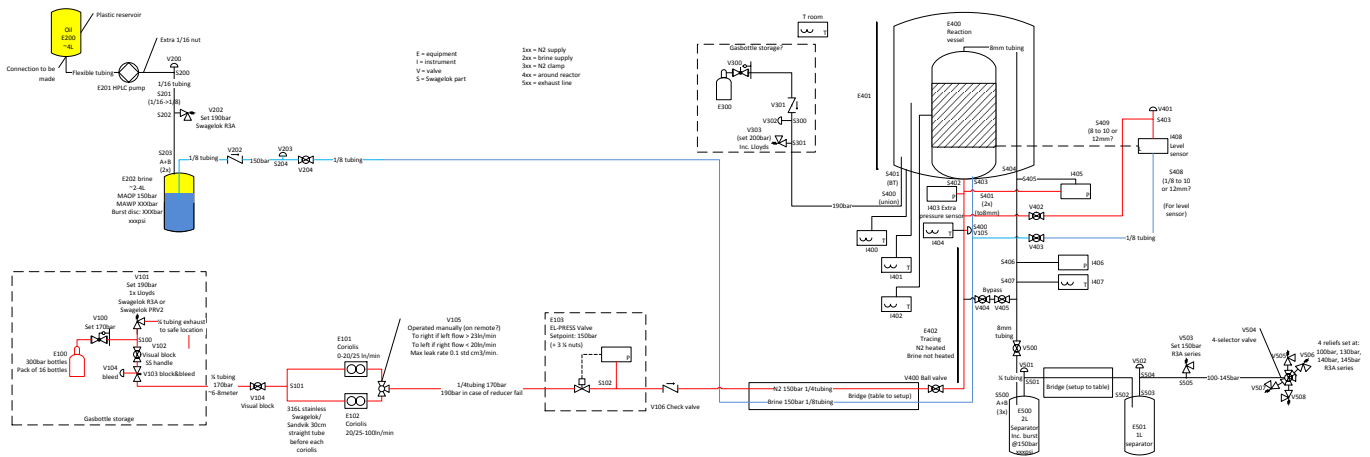 Plastic reservoir
Oil
E200
~4L
Extra 1/16 nut
Connection to be
made
Flexible tubing
V200
S200
E201 HPLC pump
1/16 tubing
S201
(1/16->1/8)
S202
V202
Set 190bar
Swagelok R3A
S203
A+B
(2x)
1/8 tubing
V202
150bar
V203
S204
V204
1/8 tubing
E202 brine
~2-4L
MAOP 150bar
MAWP XXXbar
Burst disc: XXXbar
xxxpsi
E = equipment
I = instrument
V = valve
S = Swagelok part
1xx = N2 supply
2xx = brine supply
3xx = N2 clamp
4xx = around reactor
5xx = exhaust line
Gasbottle storage?
V300
E300
V301
V302
S300
V303
(set 200bar)
Inc. Lloyds
S301
190bar
T room
T
E400
Reaction
vessel
8mm tubing
E401
S401
(BT)
S400
(union)
S402
S403
S404
S405
I405
P
P
S401
(2x)
(to8mm)
I403 Extra
pressure sensor
S400
V105
T
I404
T
I400
T
I401
T
I402
S409
(8 to 10 or
12mm?
V401
S403
I408
Level
sensor
L
S408
(1/8 to 10
or 12mm?
(For level
sensor)
V402
V403
1/8 tubing
S406
P
I406
S407
T
I407
Bypass
V404
V405
E402
Tracing
N2 heated
Brine not heated
8mm
tubing
V500
V101
Set 190bar
1x Lloyds
Swagelok R3A or
Swagelok PRV2
V100
Set 170bar
¼ tubing exhaust
to safe location
S100
V102
Visual block
SS handle
E100
300bar bottles
Pack of 16 bottles
V104
bleed
V103 block&bleed
Gasbottle storage
¼ tubing
170bar
~6-8meter
V104
Visual block
S101
E101
Coriolis
0-20/25 ln/min
E102
Coriolis
20/25-100ln/min
316L stainless
Swagelok/
Sandvik 30cm
straight tube
before each
coriolis
V105
Operated manually (on remote?)
To right if left flow > 23ln/min
To left if right flow < 20ln/min
Max leak rate 0.1 std cm3/min.
1/4tubing 170bar
190bar in case of reducer fail
E103
EL-PRESS Valve
Setpoint: 150bar
(+ 3 ¼ nuts)
P
S102
V106 Check valve
N2 150bar 1/4tubing
Brine 150bar 1/8tubing
Bridge (table to setup)
V400 Ball valve
V501
¼ tubing
S501
S500
A+B
(3x)
E500
2L
Separator
Inc. burst
@150bar
xxxpsi
Bridge (setup to table)
V502
S504
S502
S503
E501
1L
separator
V503
Set 150bar
R3A series
S505
100-145bar
V504
4-selector valve
V505
V506
V507
V508
4 reliefs set at:
100bar, 130bar,
140bar, 145bar
R3A series